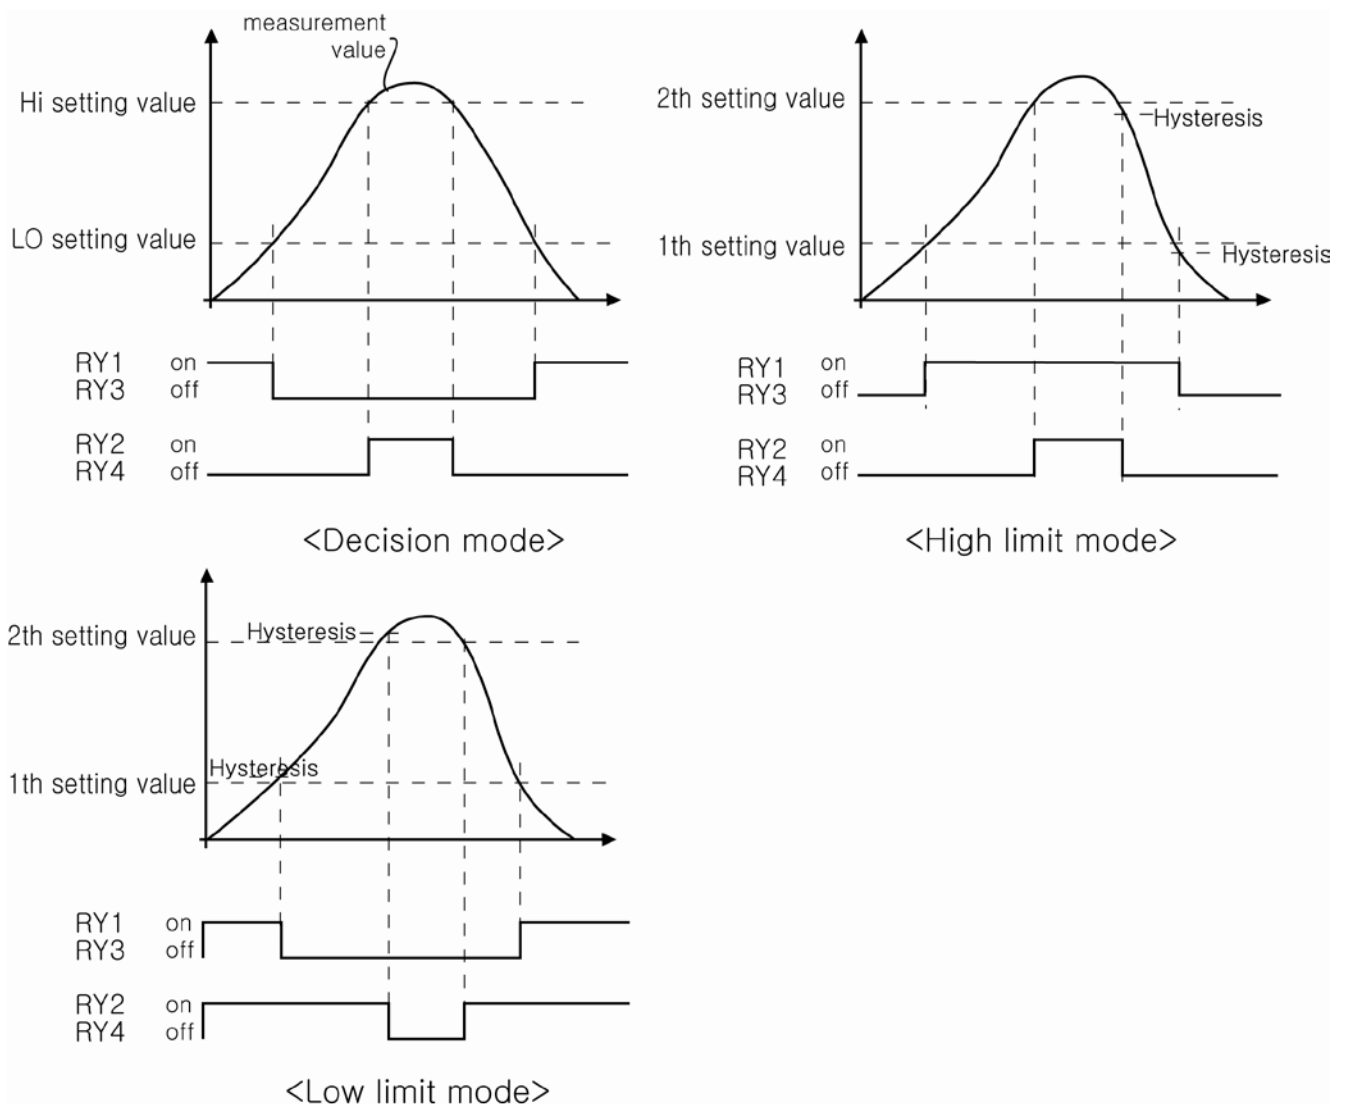 measurement
value
Hi setting value
LO setting value
RY1 on
RY3 off
RY2 on
RY4 off
<Decision mode>
2th setting value
Hysteresis
1th setting value
Hysteresis
RY1 on
RY3 off
RY2 on
RY4 off
<High limit mode>
2th setting value
Hysteresis
Hysteresis
1th setting value
RY1 on
RY3 off
RY2 on
RY4 off
<Low limit mode>